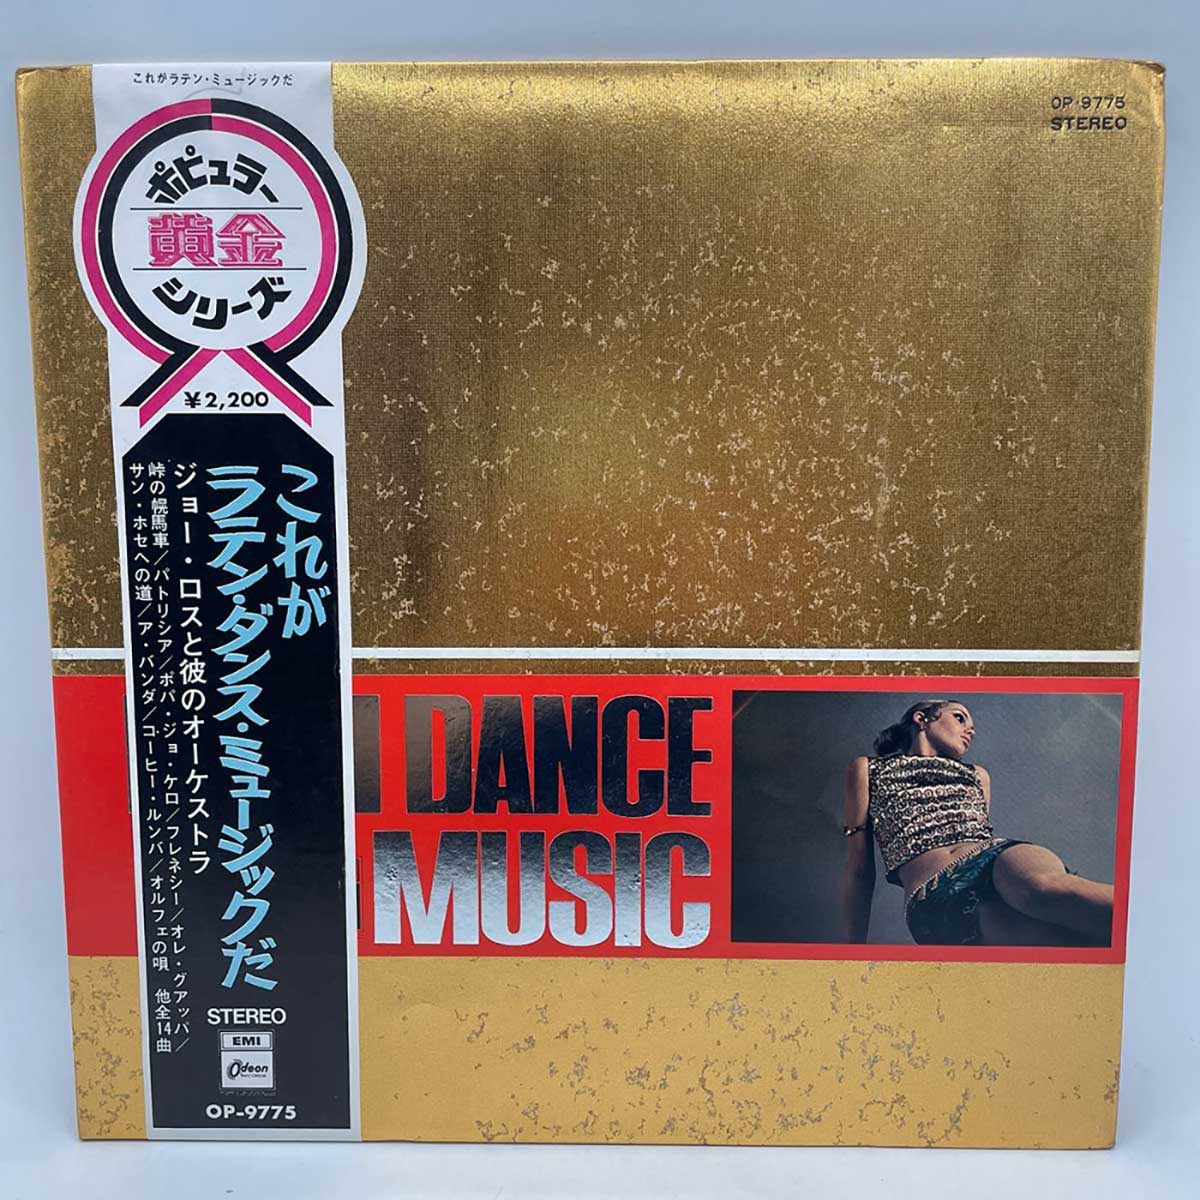 これがラテン・ミュージックだ
ポピュラー
黄金
シリーズ
¥2,200
これが
ラテン・ダンス・ミュージックだ
ジョー・ロスと彼のオーケストラ
峠の幌馬車/パトリシア/ポパ・ジョ・ケロ/フレネシー/オレ・グアッパ/
サン・ホセへの道/ア・バンダ/コーヒー・ルンバ/オルフェの唄 他全14曲
STEREO
EMI
Odeon
OP-9775
OP-9775
STEREO
DANCE
MUSIC